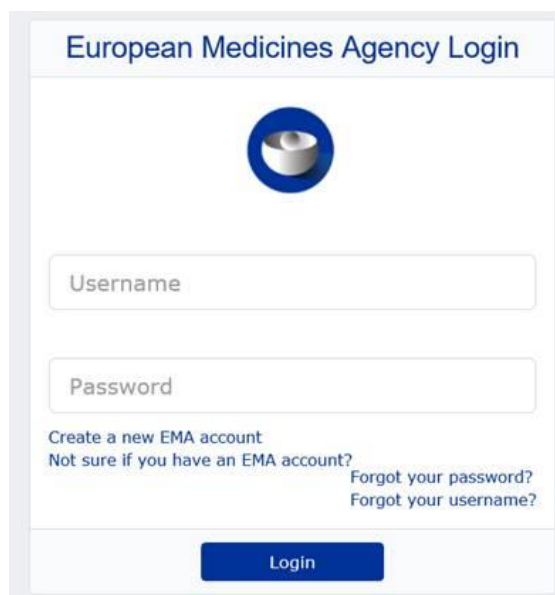 European Medicines Agency Login
Username
Password
Create a new EMA account
Not sure if you have an EMA account?
Forgot your password?
Forgot your username?
Login